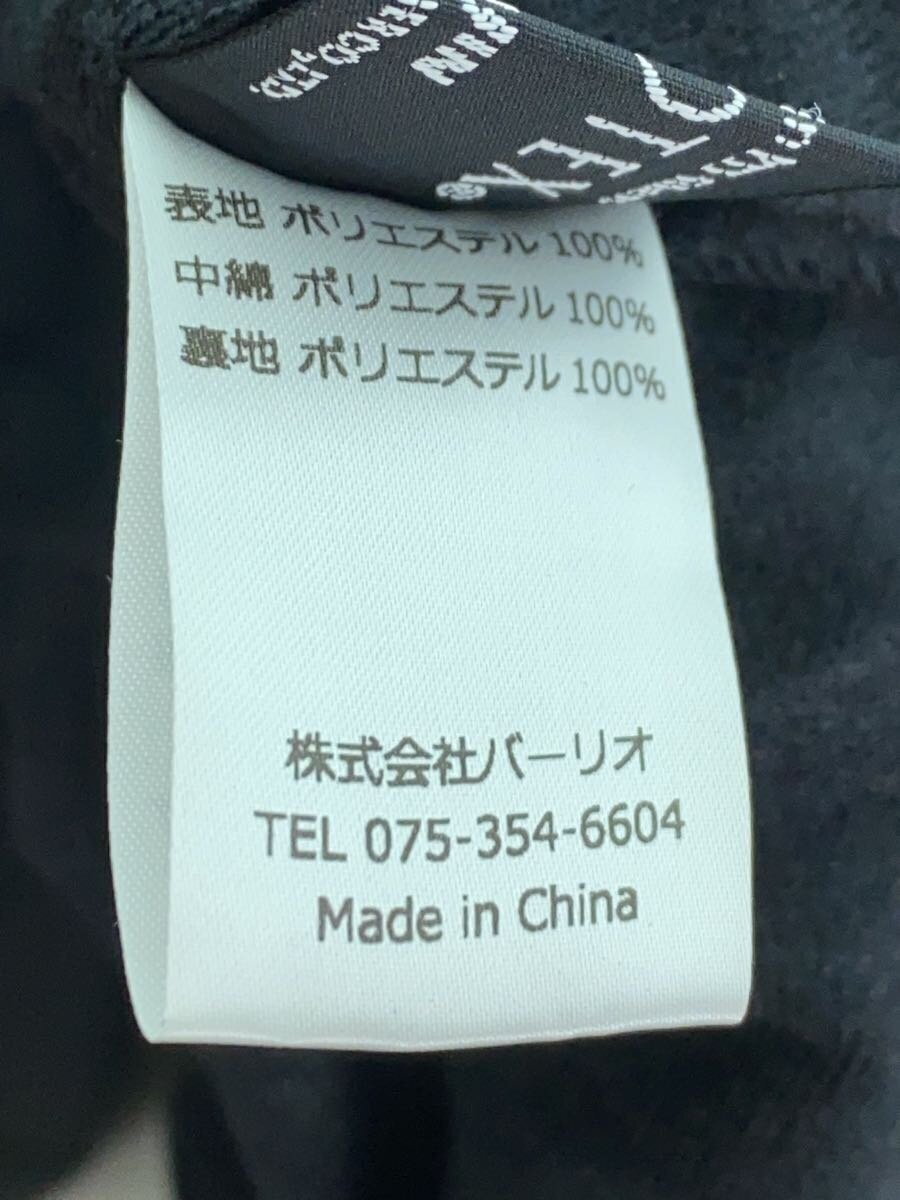 表地 ポリエステル 100%
中綿 ポリエステル 100%
裏地 ポリエステル 100%
株式会社バーリオ
TEL 075-354-6604
Made in China